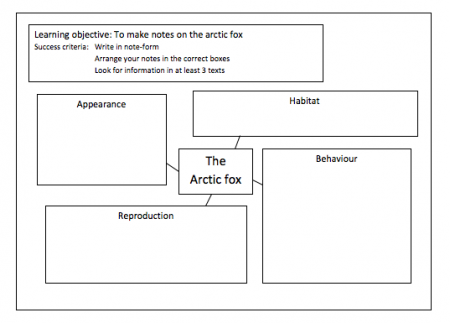 Learning objective: To make notes on the arctic fox
Success criteria: Write in note-form
Arrange your notes in the correct boxes
Look for information in at least 3 texts
Appearance
Habitat
The
Arctic fox
Behaviour
Reproduction